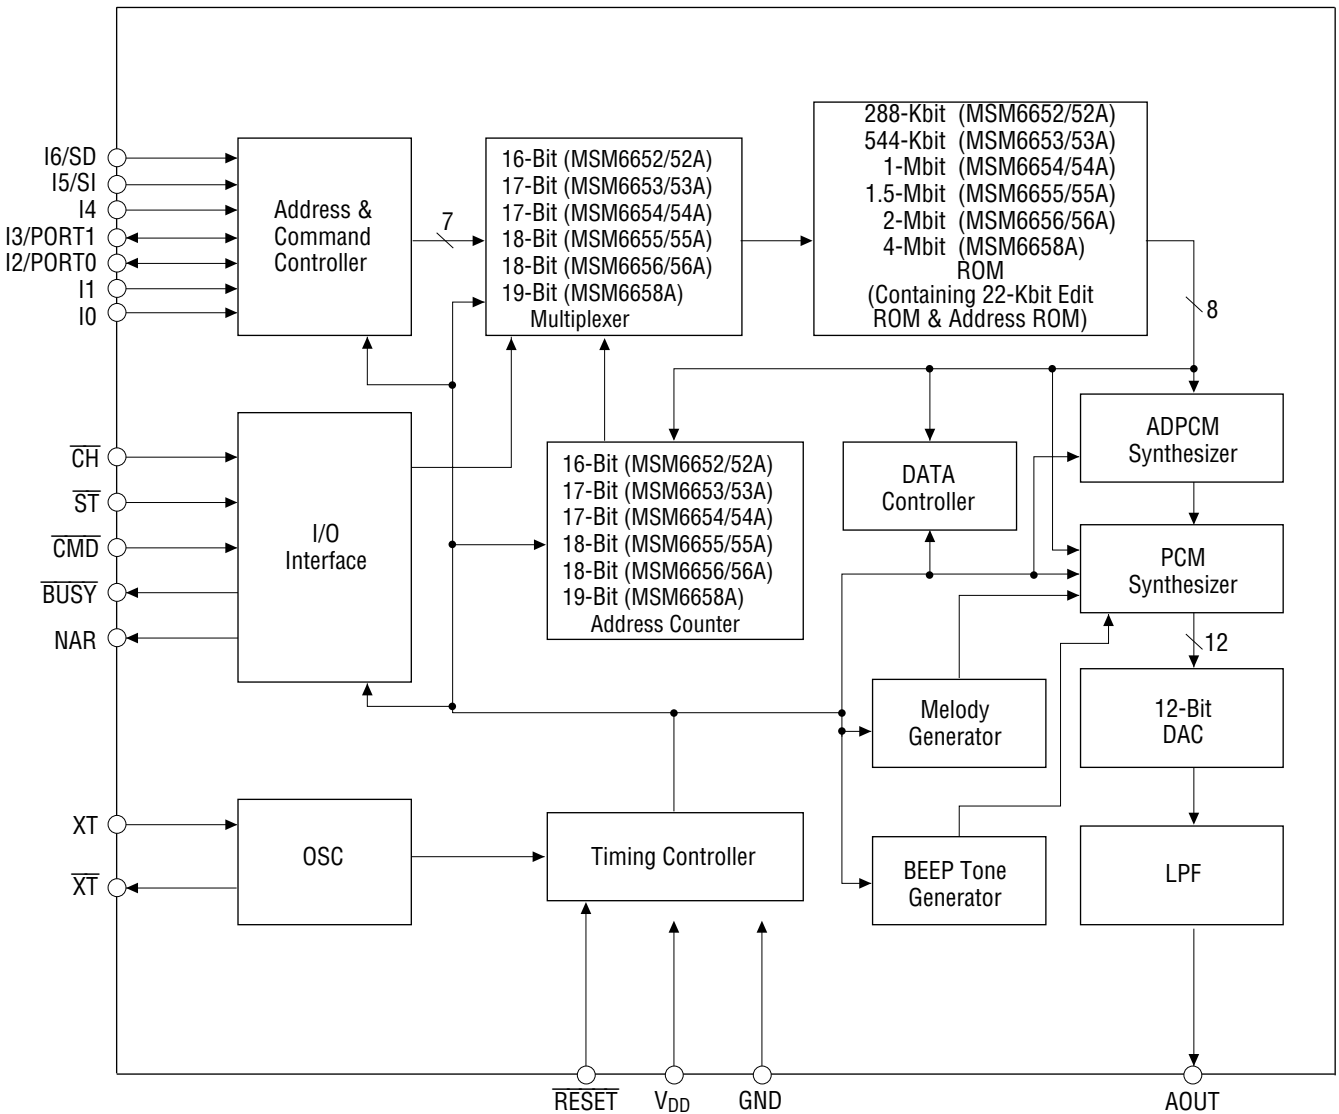 I6/SD
I5/SI
I4
I3/PORT1
I2/PORT0
I1
I0
Address &
Command
Controller
7
16-Bit (MSM6652/52A)
17-Bit (MSM6653/53A)
17-Bit (MSM6654/54A)
18-Bit (MSM6655/55A)
18-Bit (MSM6656/56A)
19-Bit (MSM6658A)
Multiplexer
288-Kbit (MSM6652/52A)
544-Kbit (MSM6653/53A)
1-Mbit (MSM6654/54A)
1.5-Mbit (MSM6655/55A)
2-Mbit (MSM6656/56A)
4-Mbit (MSM6658A)
ROM
(Containing 22-Kbit Edit
ROM & Address ROM)
8
C̅H̅
S̅T̅
C̅M̅D̅
B̅U̅S̅Y̅
NAR
I/O
Interface
16-Bit (MSM6652/52A)
17-Bit (MSM6653/53A)
17-Bit (MSM6654/54A)
18-Bit (MSM6655/55A)
18-Bit (MSM6656/56A)
19-Bit (MSM6658A)
Address Counter
DATA
Controller
ADPCM
Synthesizer
PCM
Synthesizer
12
Melody
Generator
12-Bit
DAC
XT
X̅T̅
OSC
Timing Controller
BEEP Tone
Generator
LPF
R̅E̅S̅E̅T̅
VDD
GND
AOUT